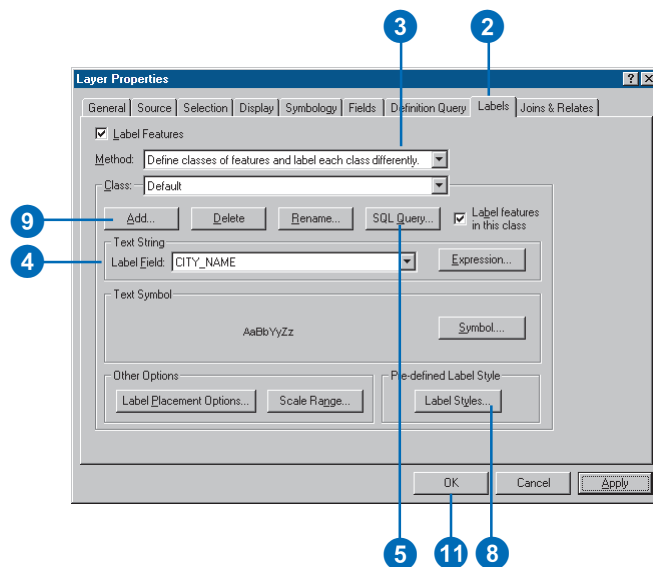 3 2
Layer Properties ? ×
General Source Selection Display Symbology Fields Definition Query Labels Joins & Relates
Label Features
Method: Define classes of features and label each class differently.
Class: Default
9 Add... Delete Rename... SQL Query... Label features in this class
Text String
4 Label Field: CITY_NAME Expression...
Text Symbol
AaBbYyZz Symbol....
Other Options Pre-defined Label Style
Label Placement Options... Scale Range... Label Styles...
OK Cancel Apply
5 11 8